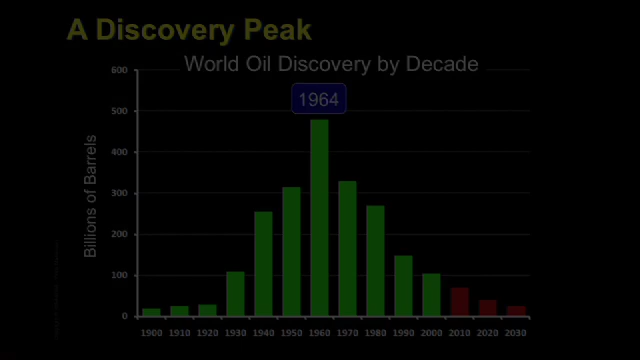 A Discovery Peak
World Oil Discovery by Decade
1964
Billions of Barrels
600
500
400
300
200
100
0
1900 1910 1920 1930 1940 1950 1960 1970 1980 1990 2000 2010 2020 2030